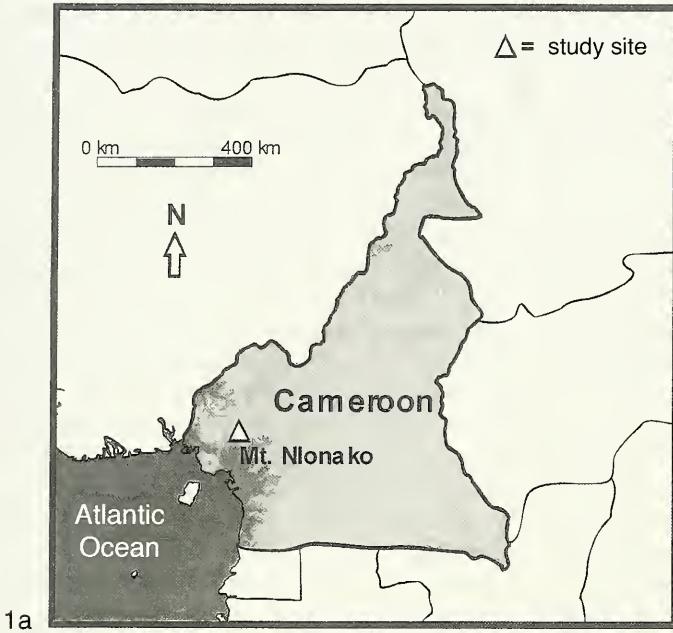 △= study site
0 km 400 km
N
Cameroon
Mt. Nlonako
Atlantic
Ocean
1a